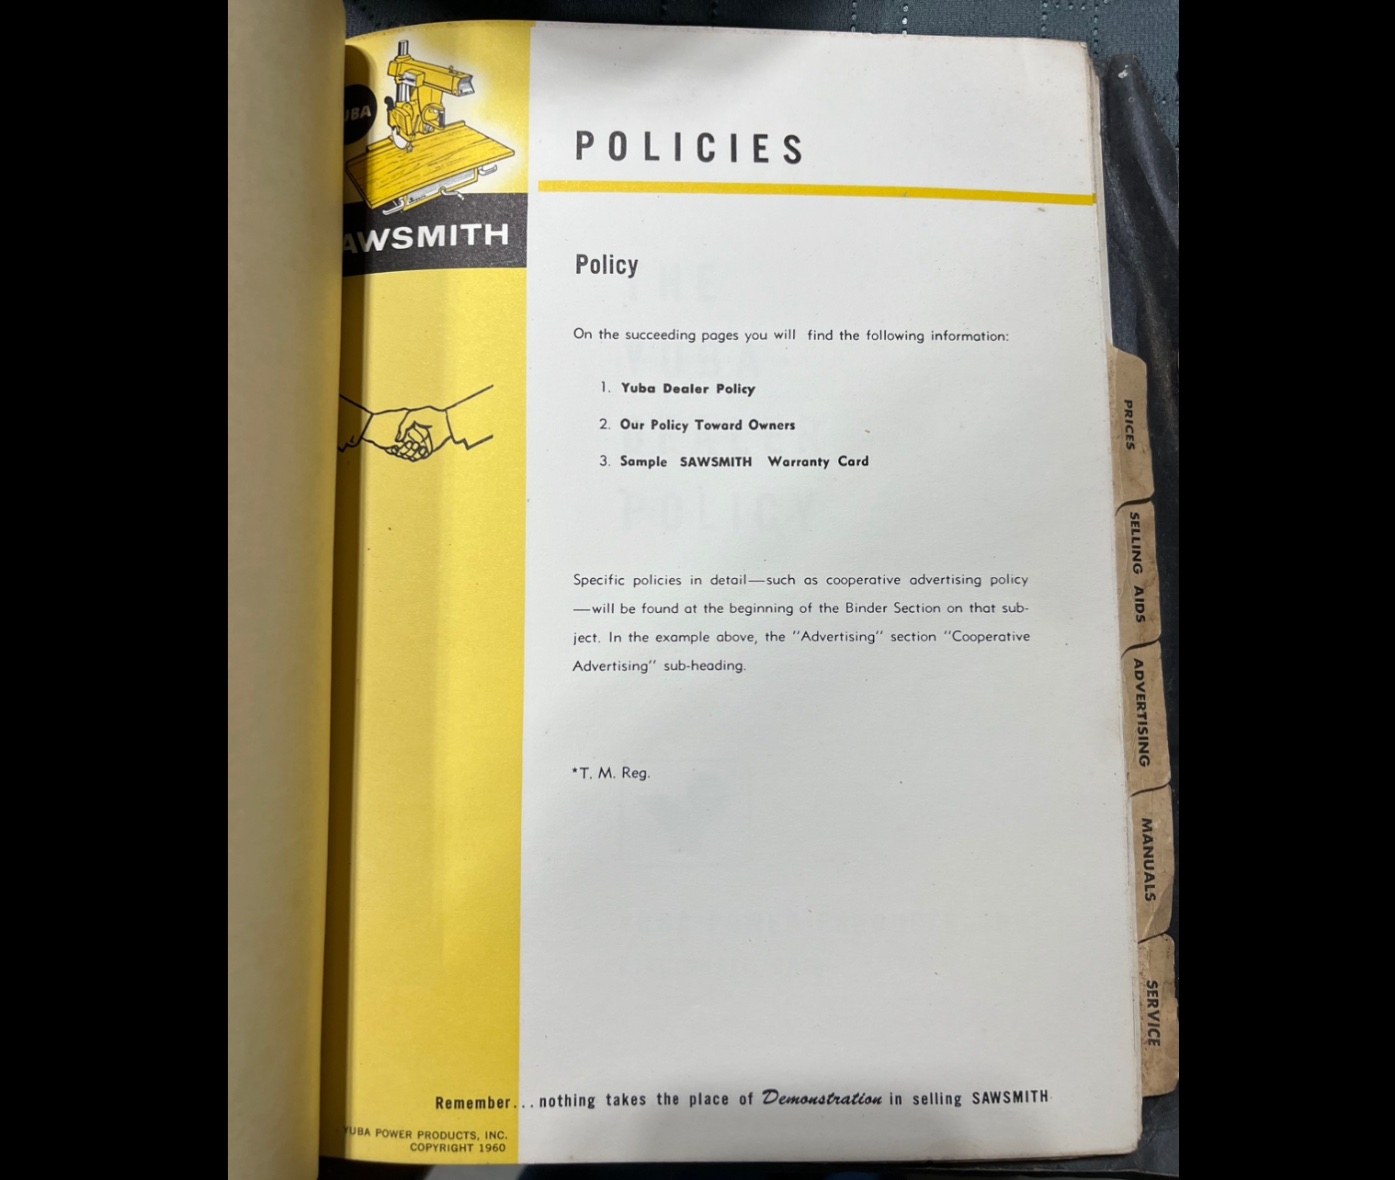 POLICIES
SAWSMITH
Policy
On the succeeding pages you will find the following information:
1. Yuba Dealer Policy
2. Our Policy Toward Owners
3. Sample SAWSMITH Warranty Card
Specific policies in detail—such as cooperative advertising policy
—will be found at the beginning of the Binder Section on that sub-
ject. In the example above, the "Advertising" section "Cooperative
Advertising" sub-heading.
*T. M. Reg.
Remember...nothing takes the place of Demonstration in selling SAWSMITH
YUBA POWER PRODUCTS, INC.
COPYRIGHT 1960
PRICES
SELLING AIDS
ADVERTISING
MANUALS
SERVICE